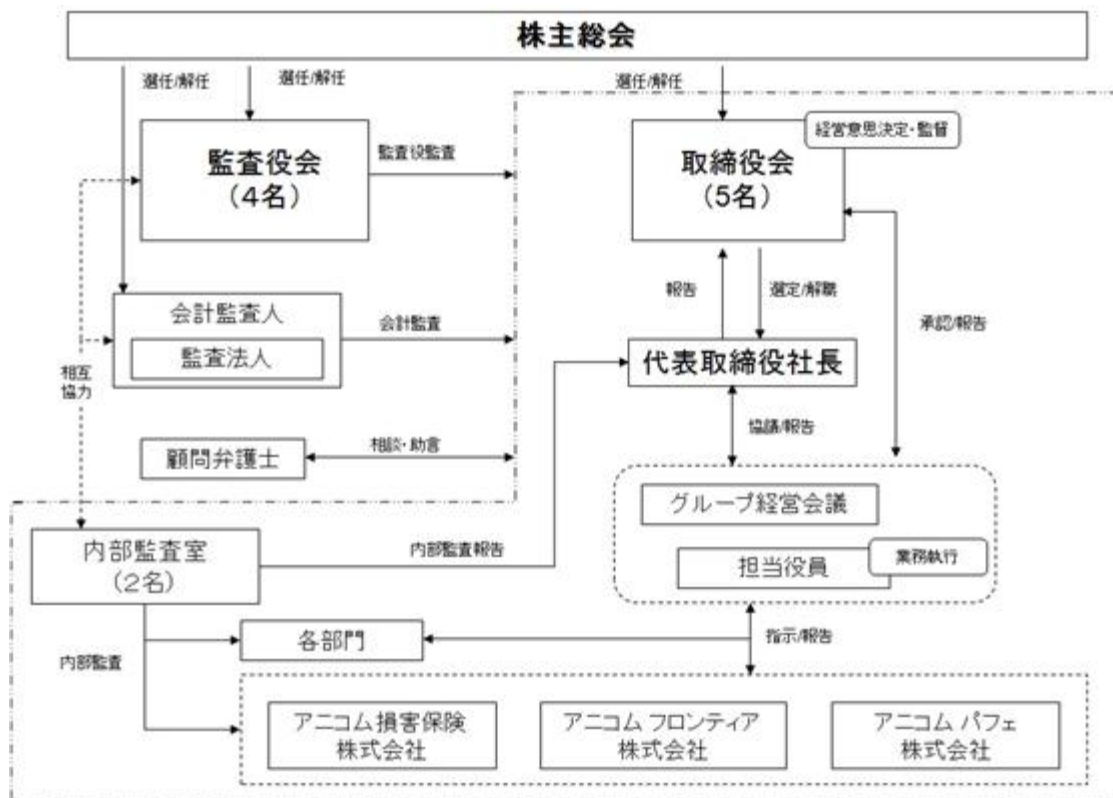 株主総会
選任/解任
選任/解任
選任/解任
経営意思決定・監督
監査役会
(4名)
監査役監査
取締役会
(5名)
報告
選定/解職
承認/報告
会計監査人
監査法人
会計監査
代表取締役社長
相互
協力
協議/報告
顧問弁護士
相談・助言
グループ経営会議
内部監査室
(2名)
内部監査報告
担当役員
業務執行
各部門
指示/報告
内部監査
アニコム損害保険
株式会社
アニコム フロンティア
株式会社
アニコム パフェ
株式会社